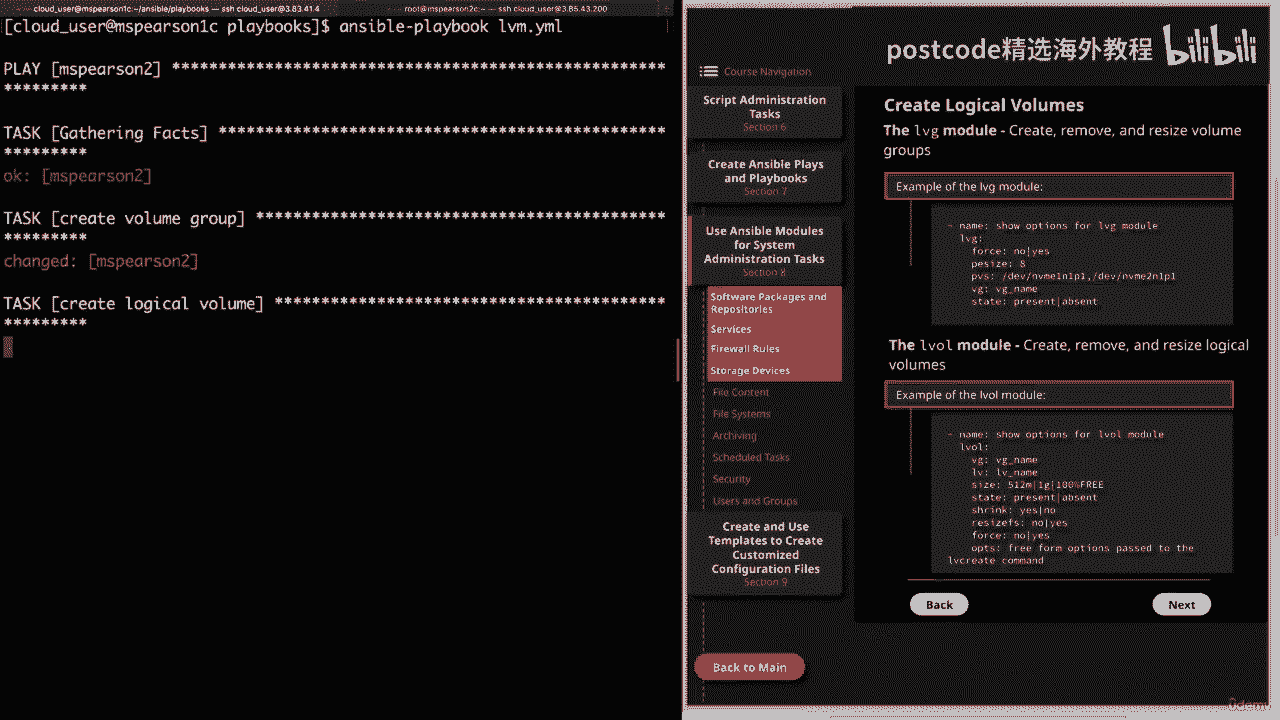 cloud_user@mspearson1c:~/ansible/playbooks — ssh cloud_user@3.83.41.4
root@mspearson2c:~ — ssh cloud_user@3.85.43.200
[cloud_user@mspearson1c playbooks]$ ansible-playbook lvm.yml
PLAY [mspearson2] *****************************************************
*********
TASK [Gathering Facts] ************************************************
*********
ok: [mspearson2]
TASK [create volume group] ********************************************
*********
changed: [mspearson2]
TASK [create logical volume] ******************************************
*********
postcode精选海外教程 bilibili
Course Navigation
Script Administration
Tasks
Section 6
Create Ansible Plays
and Playbooks
Section 7
Use Ansible Modules
for System
Administration Tasks
Section 8
Software Packages and
Repositories
Services
Firewall Rules
Storage Devices
File Content
File Systems
Archiving
Scheduled Tasks
Security
Users and Groups
Create and Use
Templates to Create
Customized
Configuration Files
Section 9
Back to Main
Create Logical Volumes
The lvg module - Create, remove, and resize volume
groups
Example of the lvg module:
- name: show options for lvg module
lvg:
force: no|yes
pesize: 8
pvs: /dev/nvme1n1p1,/dev/nvme2n1p1
vg: vg_name
state: present|absent
The lvol module - Create, remove, and resize logical
volumes
Example of the lvol module:
- name: show options for lvol module
lvol:
vg: vg_name
lv: lv_name
size: 512m|1g|100%FREE
state: present|absent
shrink: yes|no
resizefs: no|yes
force: no|yes
opts: free form options passed to the
lvcreate command
Back
Next